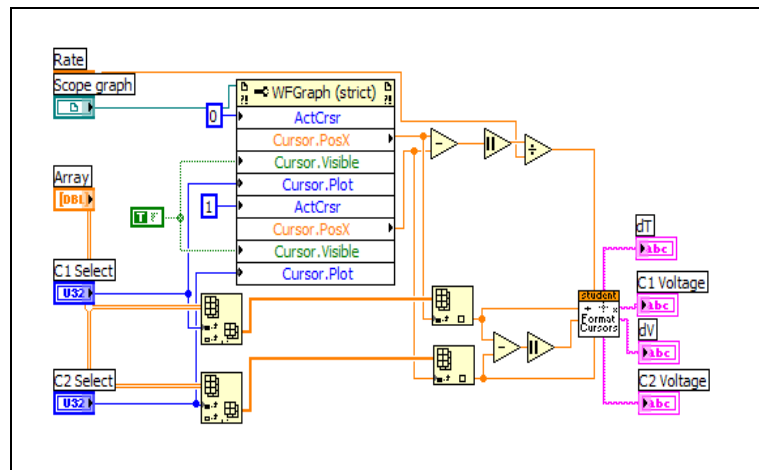 Rate
Scope graph
WFGraph (strict)
0
ActCrsr
Cursor.PosX
Cursor.Visible
Array
[DBL]
Cursor.Plot
T F
1
ActCrsr
Cursor.PosX
Cursor.Visible
Cursor.Plot
dT
abc
C1 Select
U32
student
Format
Cursors
C1 Voltage
abc
dV
abc
C2 Select
U32
C2 Voltage
abc